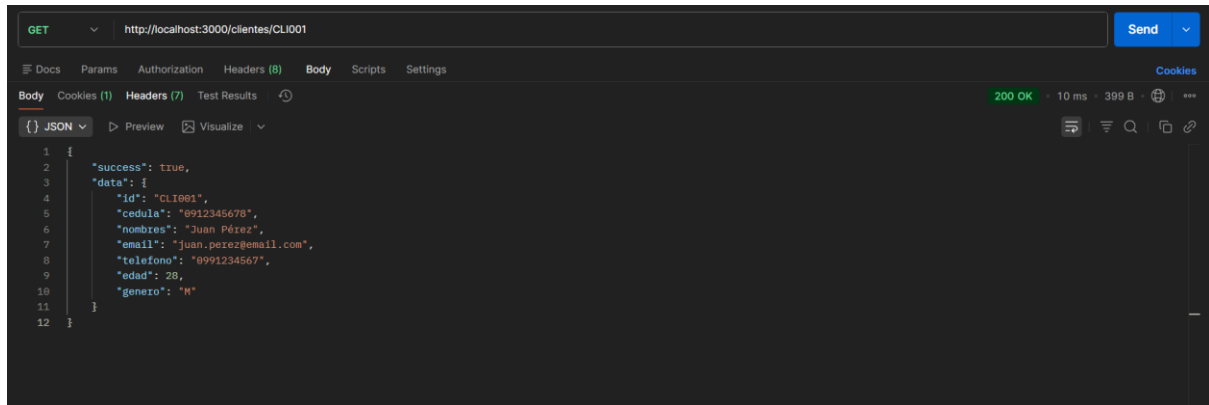 GET http://localhost:3000/clientes/CLI001 Send
Docs Params Authorization Headers (8) Body Scripts Settings Cookies
Body Cookies (1) Headers (7) Test Results 200 OK • 10 ms • 399 B • •••
{} JSON Preview Visualize
1 {
2 "success": true,
3 "data": {
4 "id": "CLI001",
5 "cedula": "0912345678",
6 "nombres": "Juan Pérez",
7 "email": "juan.perez@email.com",
8 "telefono": "0991234567",
9 "edad": 28,
10 "genero": "M"
11 }
12 }